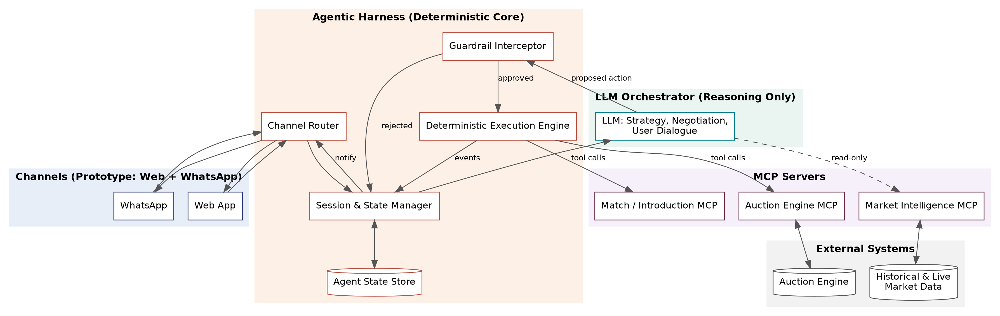 Agentic Harness (Deterministic Core)
Guardrail Interceptor
approved
proposed action
LLM Orchestrator (Reasoning Only)
Channel Router
rejected
Deterministic Execution Engine
LLM: Strategy, Negotiation,
User Dialogue
notify
events
tool calls
tool calls
read-only
Channels (Prototype: Web + WhatsApp)
MCP Servers
WhatsApp
Web App
Session & State Manager
Match / Introduction MCP
Auction Engine MCP
Market Intelligence MCP
External Systems
Agent State Store
Auction Engine
Historical & Live
Market Data